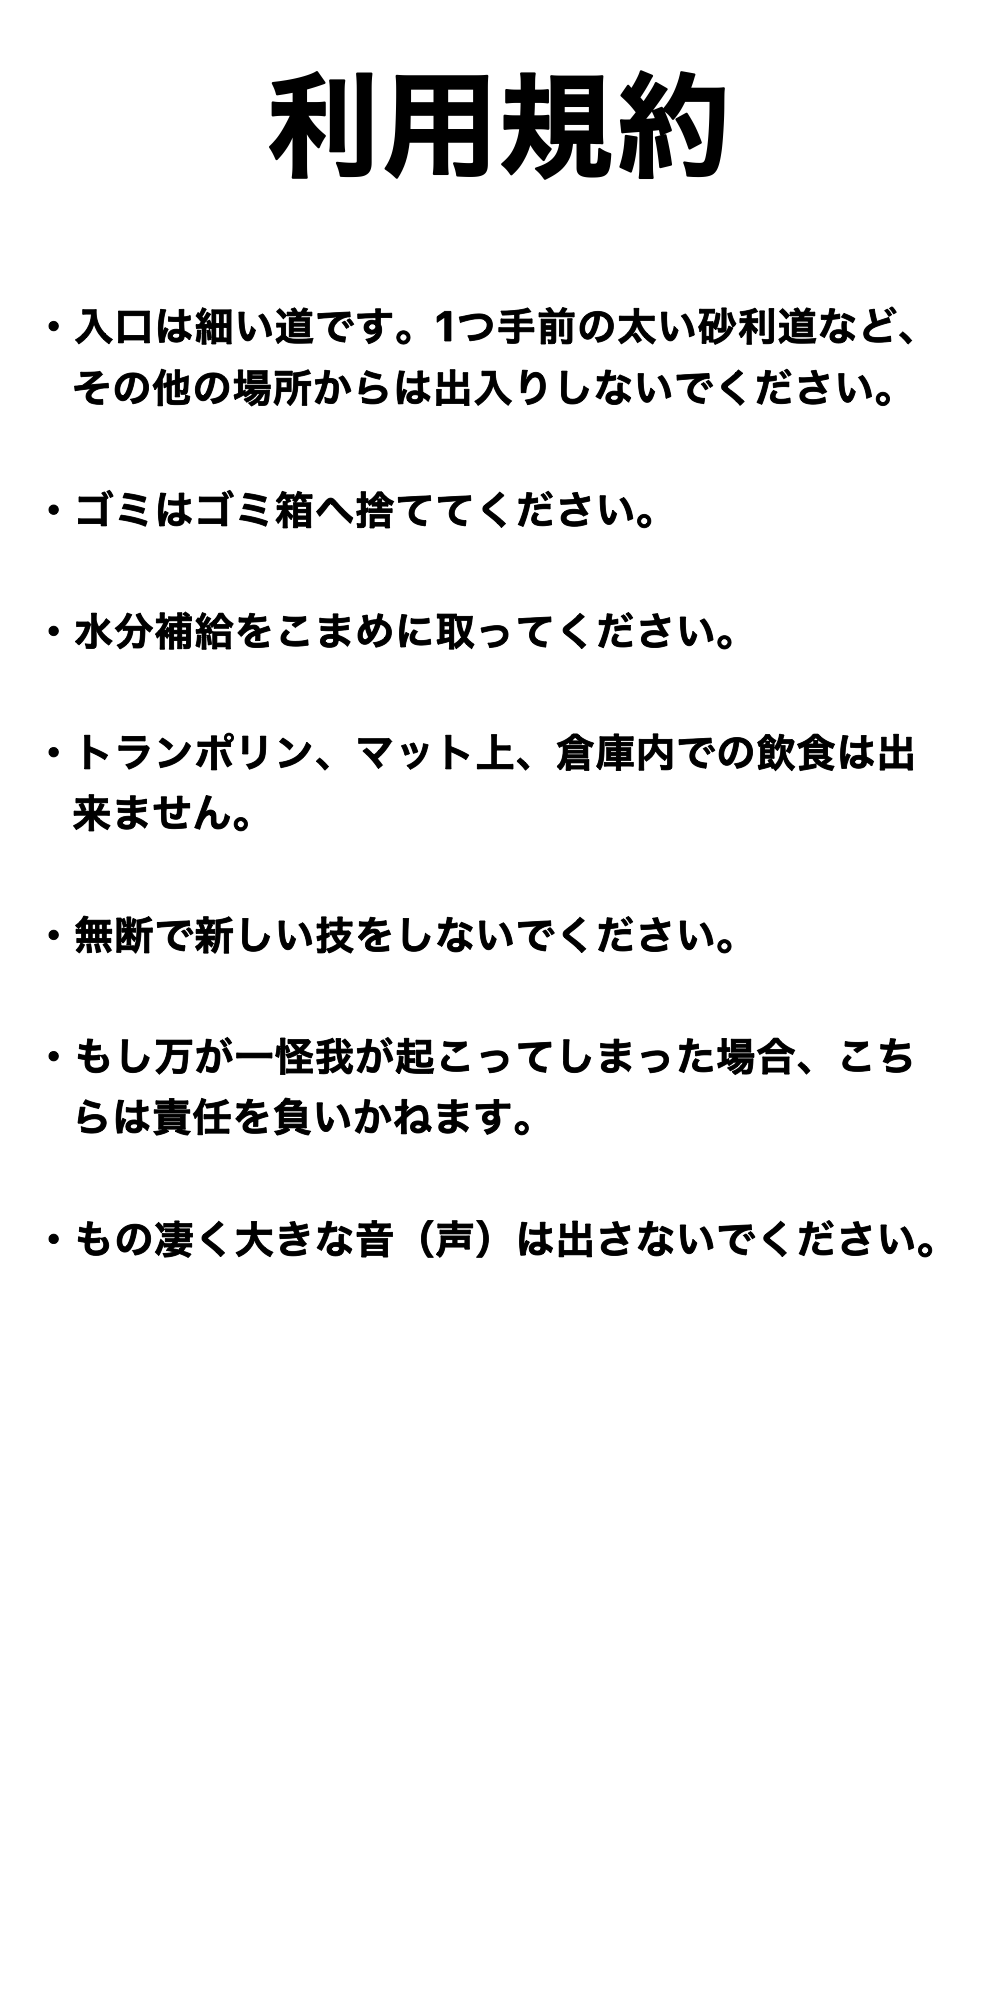 利用規約
・入口は細い道です。1つ手前の太い砂利道など、
その他の場所からは出入りしないでください。
・ゴミはゴミ箱へ捨ててください。
・水分補給をこまめに取ってください。
・トランポリン、マット上、倉庫内での飲食は出
来ません。
・無断で新しい技をしないでください。
・もし万が一怪我が起こってしまった場合、こち
らは責任を負いかねます。
・もの凄く大きな音（声）は出さないでください。